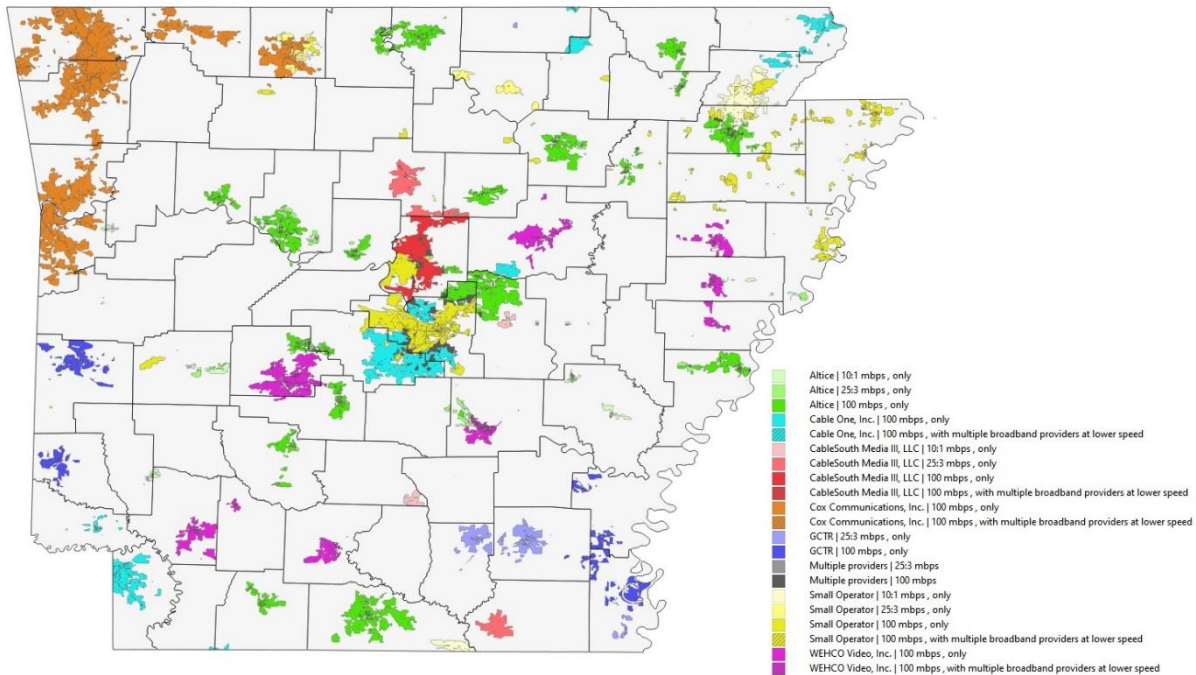 Altice | 10:1 mbps , only
Altice | 25:3 mbps , only
Altice | 100 mbps , only
Cable One, Inc. | 100 mbps , only
Cable One, Inc. | 100 mbps , with multiple broadband providers at lower speed
CableSouth Media III, LLC | 10:1 mbps , only
CableSouth Media III, LLC | 25:3 mbps , only
CableSouth Media III, LLC | 100 mbps , only
CableSouth Media III, LLC | 100 mbps , with multiple broadband providers at lower speed
Cox Communications, Inc. | 100 mbps , only
Cox Communications, Inc. | 100 mbps , with multiple broadband providers at lower speed
GCTR | 25:3 mbps , only
GCTR | 100 mbps , only
Multiple providers | 25:3 mbps
Multiple providers | 100 mbps
Small Operator | 10:1 mbps , only
Small Operator | 25:3 mbps , only
Small Operator | 100 mbps , only
Small Operator | 100 mbps , with multiple broadband providers at lower speed
WEHCO Video, Inc. | 100 mbps , only
WEHCO Video, Inc. | 100 mbps , with multiple broadband providers at lower speed